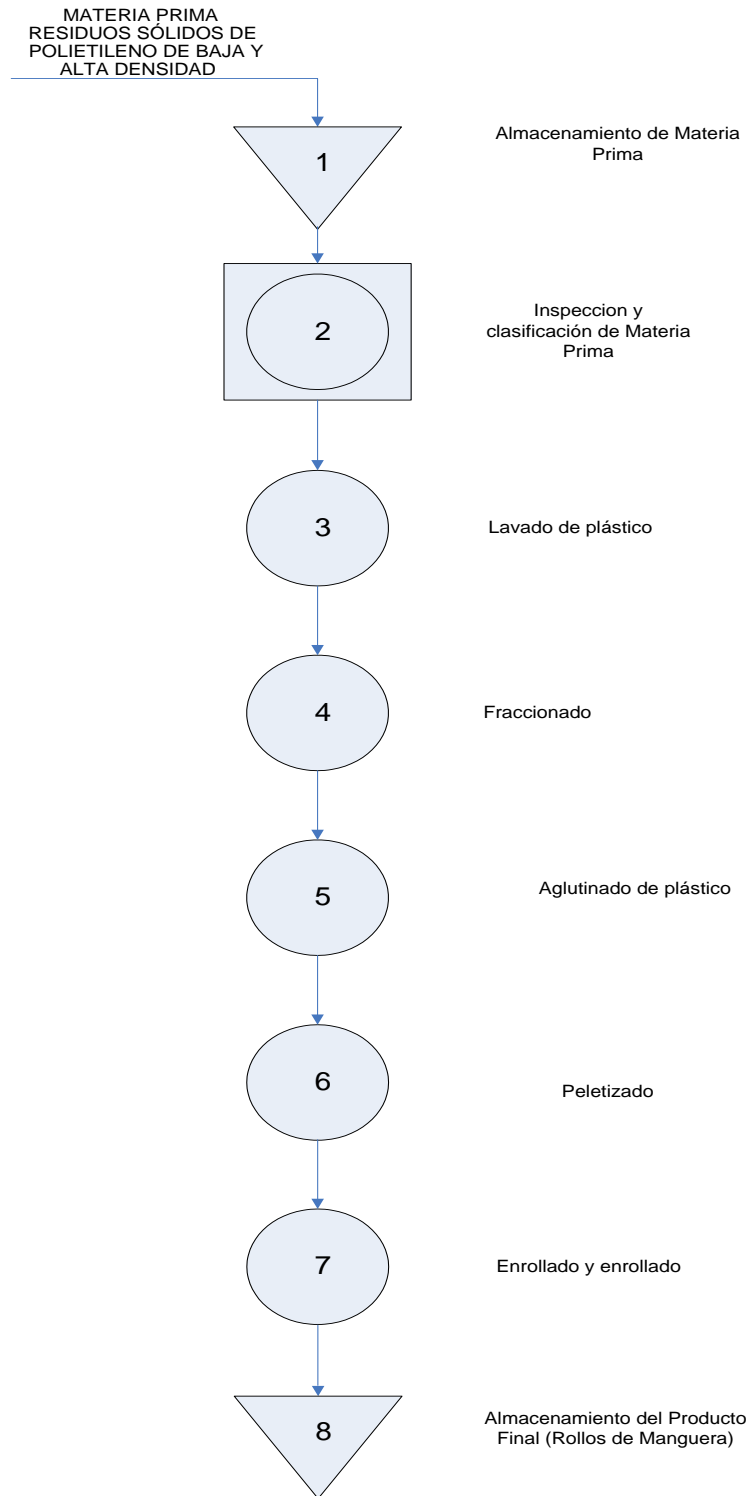 MATERIA PRIMA
RESIDUOS SÓLIDOS DE
POLIETILENO DE BAJA Y
ALTA DENSIDAD
1
Almacenamiento de Materia
Prima
2
Inspeccion y
clasificación de Materia
Prima
3
Lavado de plástico
4
Fraccionado
5
Aglutinado de plástico
6
Peletizado
7
Enrollado y enrollado
8
Almacenamiento del Producto
Final (Rollos de Manguera)